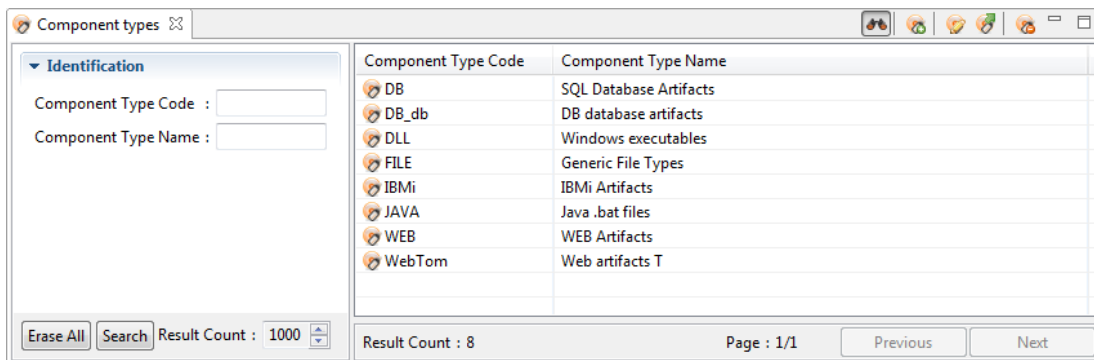 Component types
Identification
Component Type Code :
Component Type Name :
Erase All Search Result Count : 1000
Component Type Code Component Type Name
DB SQL Database Artifacts
DB_db DB database artifacts
DLL Windows executables
FILE Generic File Types
IBMi IBMi Artifacts
JAVA Java .bat files
WEB WEB Artifacts
WebTom Web artifacts T
Result Count : 8 Page : 1/1 Previous Next